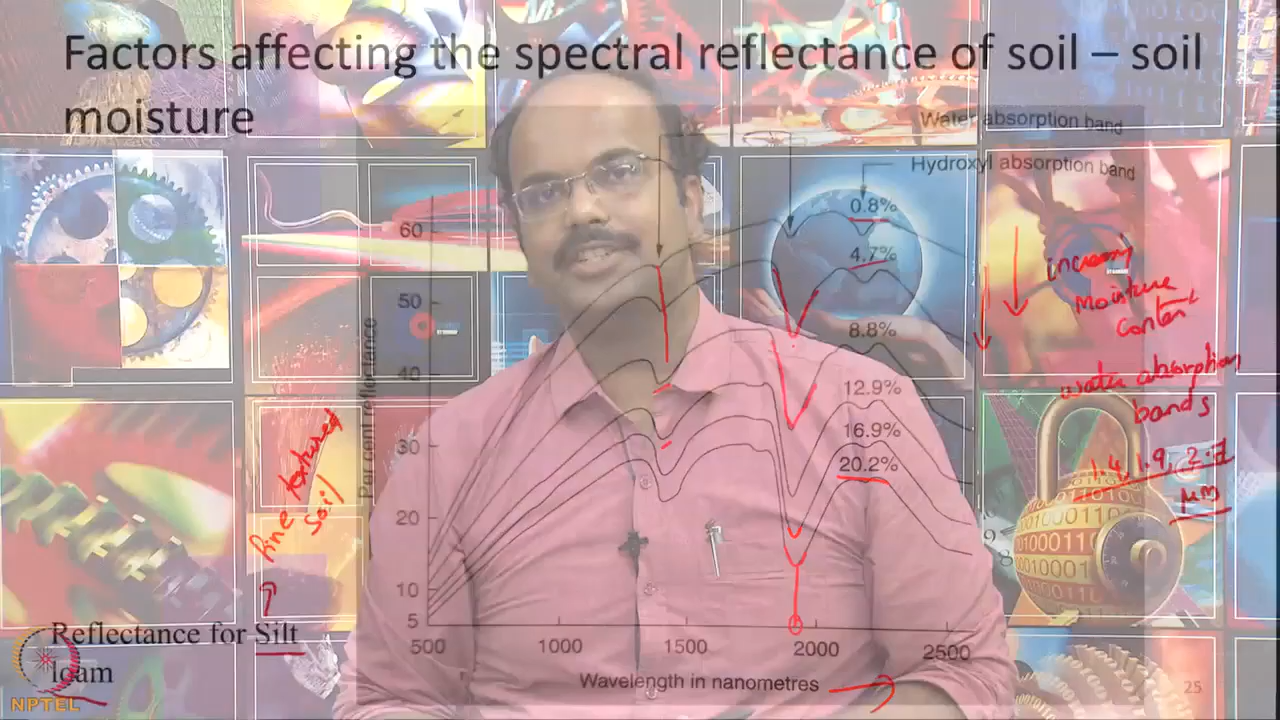 Factors affecting the spectral reflectance of soil – soil
moisture
Water absorption band
Hydroxyl absorption band
0.8%
4.7%
8.8%
12.9%
16.9%
20.2%
60
50
40
30
20
10
5
Per cent reflectance
500 1000 1500 2000 2500
Wavelength in nanometres
increasing
moisture
content
water absorption
bands
1.4, 1.9, 2.7
μm
fine textured
soil
Reflectance for Silt
loam
NPTEL
25